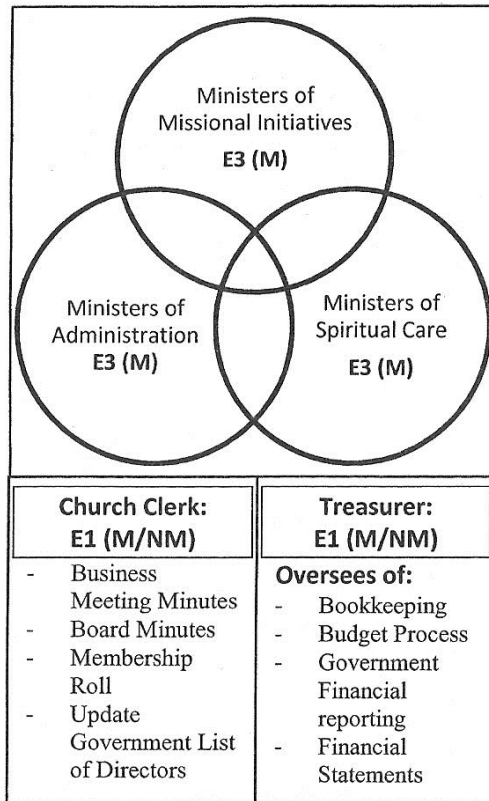 Ministers of
Missional Initiatives
E3 (M)
Ministers of
Administration
E3 (M)
Ministers of
Spiritual Care
E3 (M)
Church Clerk:
E1 (M/NM)
- Business
Meeting Minutes
- Board Minutes
- Membership
Roll
- Update
Government List
of Directors
Treasurer:
E1 (M/NM)
Oversees of:
- Bookkeeping
- Budget Process
- Government
Financial
reporting
- Financial
Statements